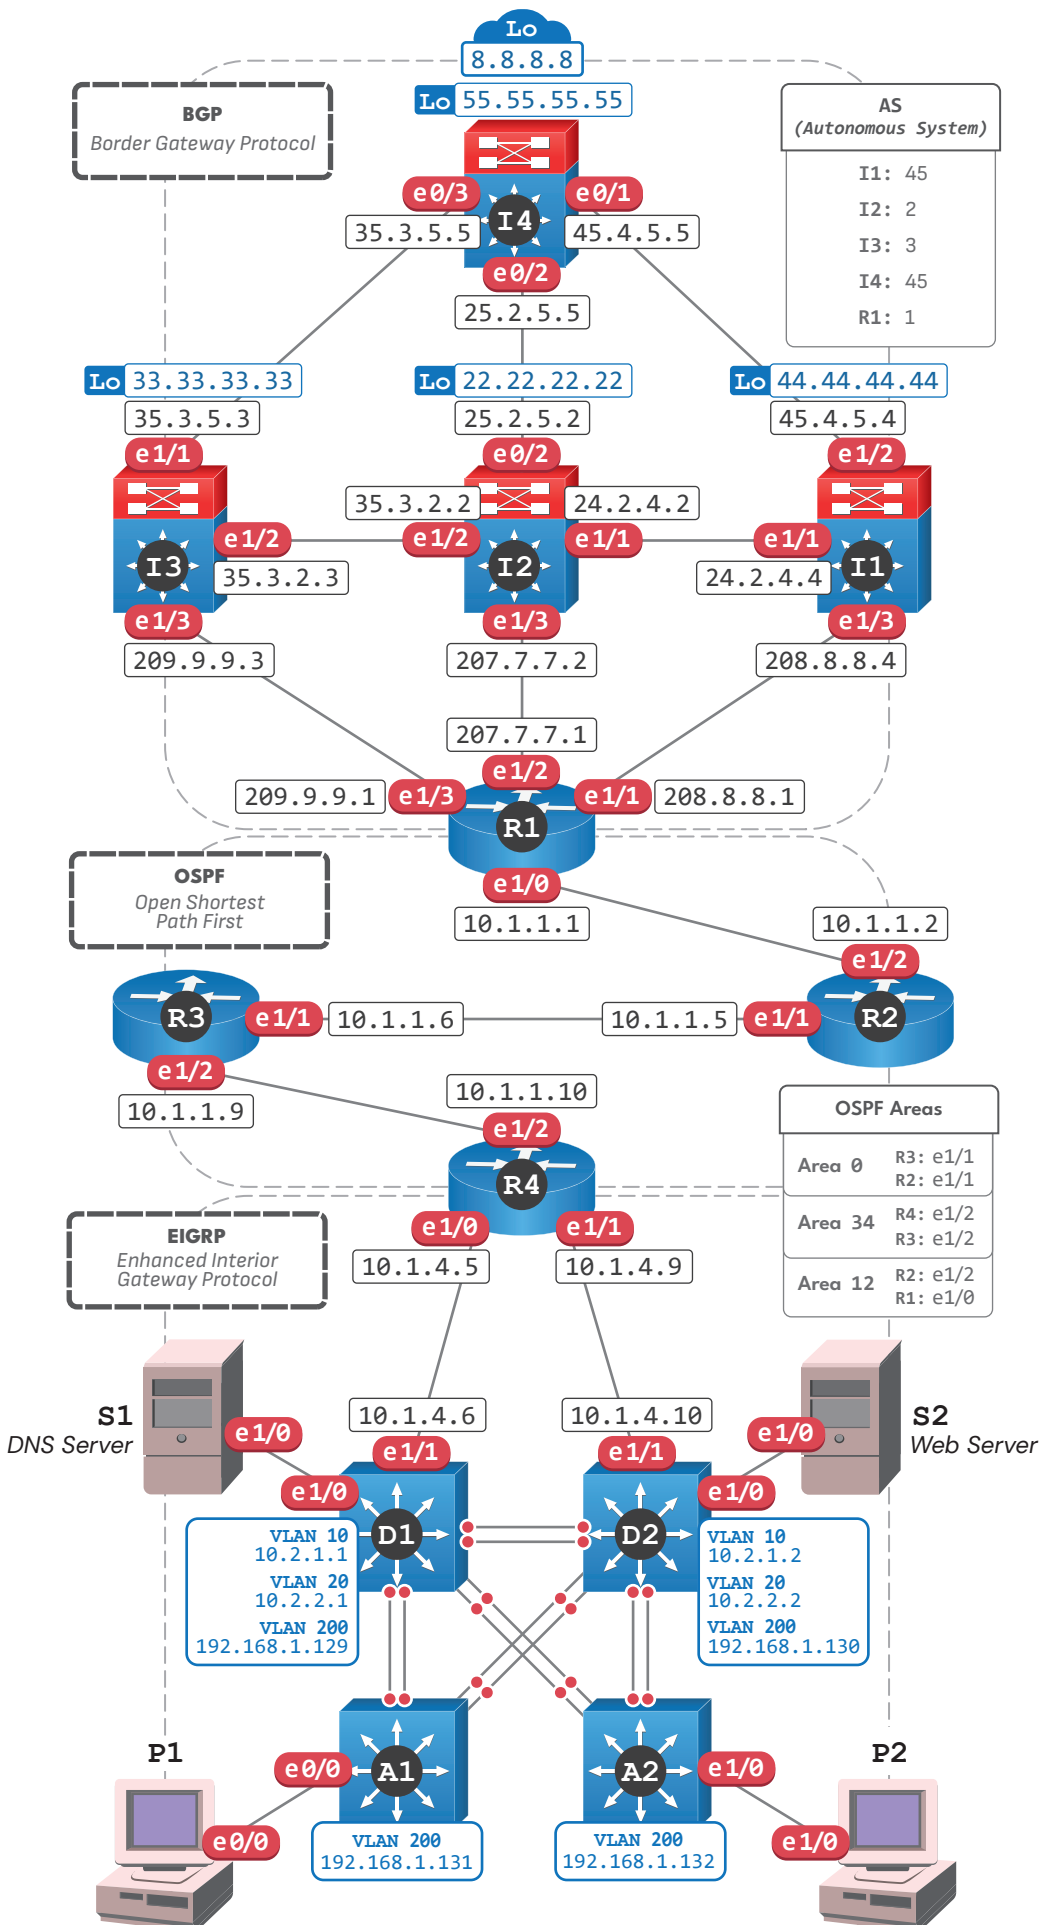 Lo
8.8.8.8
Lo 55.55.55.55
BGP
Border Gateway Protocol
AS
(Autonomous System)
I1: 45
I2: 2
I3: 3
I4: 45
R1: 1
e0/3
e0/1
I4
35.3.5.5
45.4.5.5
e0/2
25.2.5.5
Lo 33.33.33.33
Lo 22.22.22.22
Lo 44.44.44.44
35.3.5.3
25.2.5.2
45.4.5.4
e1/1
e0/2
e1/2
35.3.2.2
24.2.4.2
e1/2
e1/2
e1/1
e1/1
I3
I2
I1
35.3.2.3
24.2.4.4
e1/3
e1/3
e1/3
209.9.9.3
207.7.7.2
208.8.8.4
207.7.7.1
e1/2
209.9.9.1
e1/3
e1/1
208.8.8.1
R1
OSPF
Open Shortest
Path First
e1/0
10.1.1.1
10.1.1.2
e1/2
R3
e1/1
10.1.1.6
10.1.1.5
e1/1
R2
e1/2
10.1.1.9
10.1.1.10
e1/2
R4
OSPF Areas
Area 0
R3: e1/1
R2: e1/1
Area 34
R4: e1/2
R3: e1/2
Area 12
R2: e1/2
R1: e1/0
EIGRP
Enhanced Interior
Gateway Protocol
e1/0
e1/1
10.1.4.5
10.1.4.9
S1
DNS Server
e1/0
10.1.4.6
10.1.4.10
e1/1
e1/1
e1/0
S2
Web Server
e1/0
e1/0
D1
D2
VLAN 10
10.2.1.1
VLAN 20
10.2.2.1
VLAN 200
192.168.1.129
VLAN 10
10.2.1.2
VLAN 20
10.2.2.2
VLAN 200
192.168.1.130
P1
P2
e0/0
A1
A2
e1/0
e0/0
e1/0
VLAN 200
192.168.1.131
VLAN 200
192.168.1.132